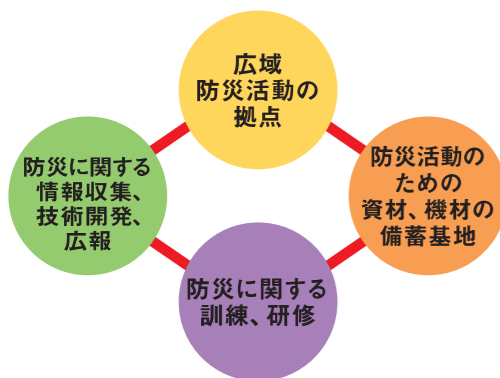 広域
防災活動の
拠点
防災に関する
情報収集、
技術開発、
広報
防災活動の
ための
資材、機材の
備蓄基地
防災に関する
訓練、研修